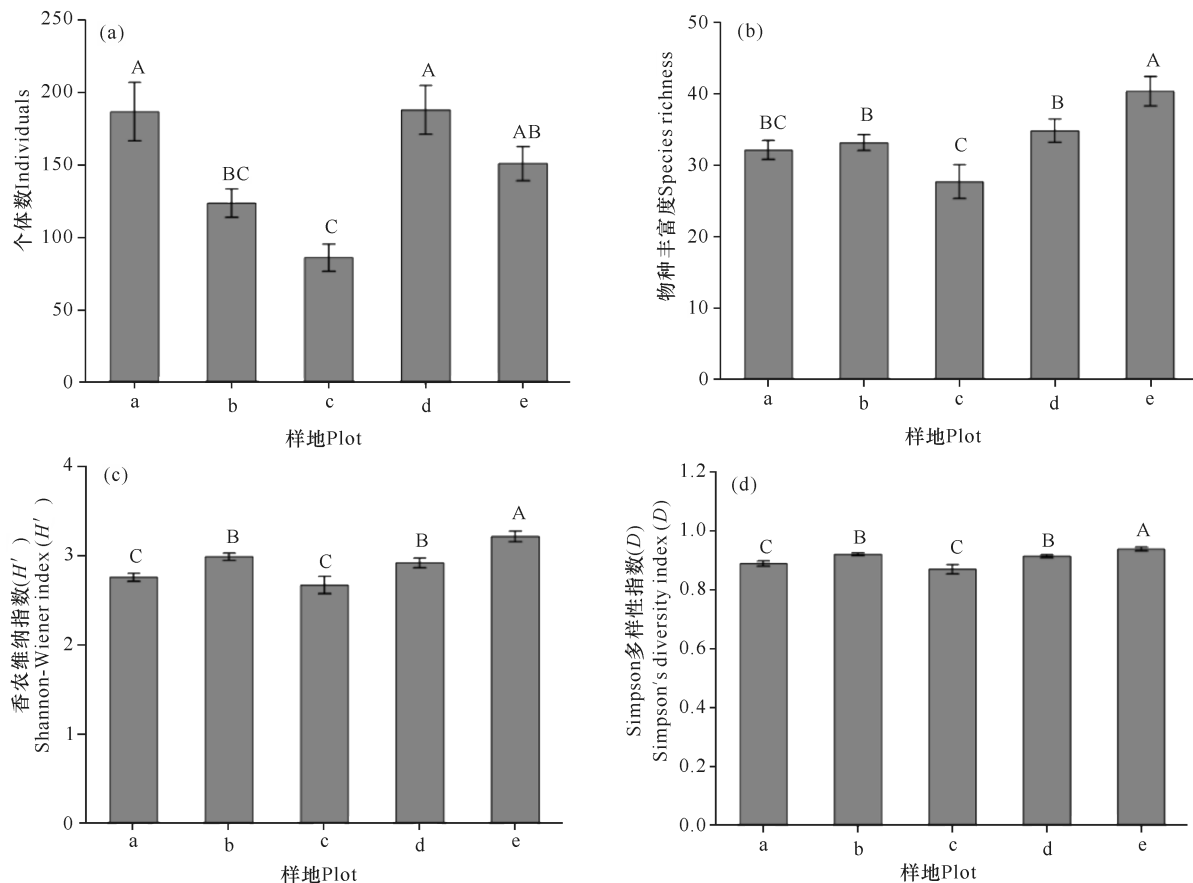 (a)
个体数Individuals
250
200
150
100
50
0
A
BC
C
A
AB
a b c d e
样地Plot
(b)
物种丰富度Species richness
50
40
30
20
10
0
BC
B
C
B
A
a b c d e
样地Plot
(c)
香农维纳指数(H′)
Shannon-Wiener index (H′)
4
3
2
1
0
C
B
C
B
A
a b c d e
样地Plot
(d)
Simpson多样性指数(D)
Simpson's diversity index (D)
1.2
1.0
0.8
0.6
0.4
0.2
0.0
C
B
C
B
A
a b c d e
样地Plot